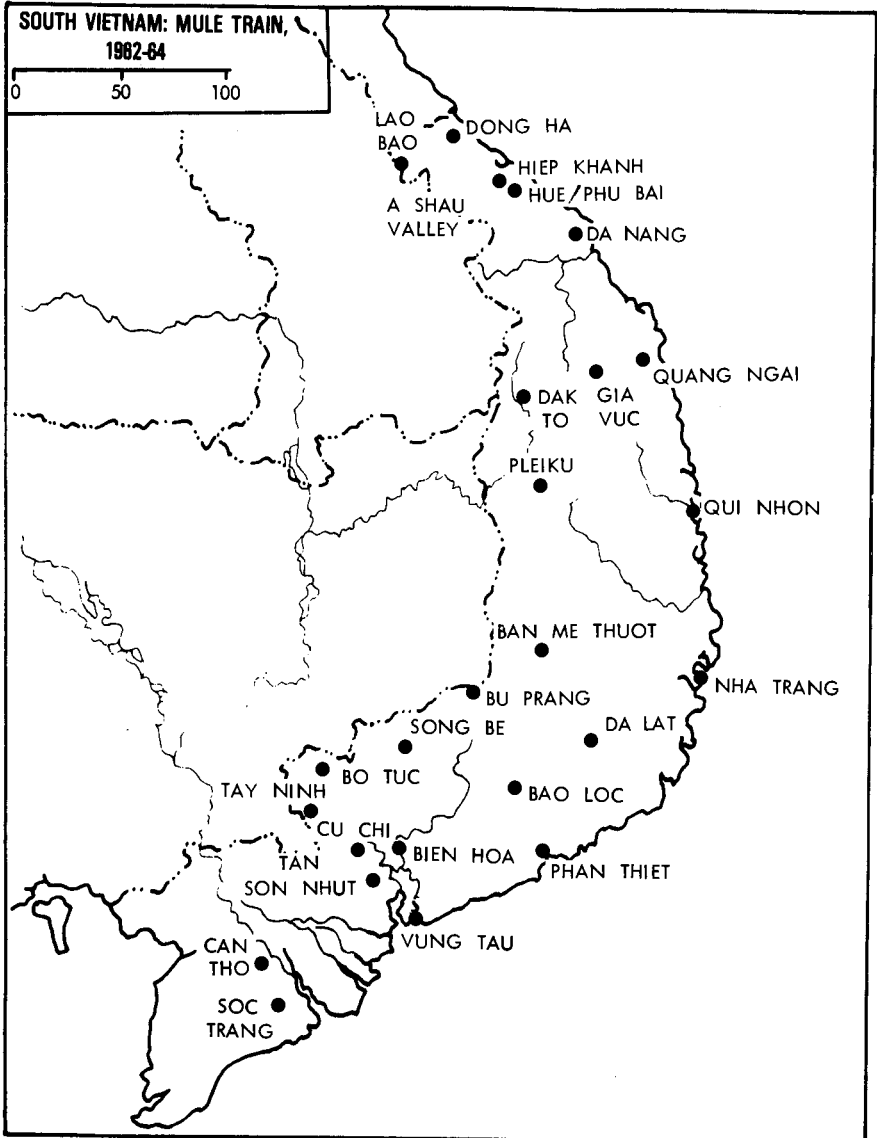 SOUTH VIETNAM: MULE TRAIN,
1962-64
0 50 100
LAO
BAO
DONG HA
HIEP KHANH
HUE/PHU BAI
A SHAU
VALLEY
DA NANG
QUANG NGAI
DAK
TO
GIA
VUC
PLEIKU
QUI NHON
BAN ME THUOT
NHA TRANG
BU PRANG
SONG BE
DA LAT
BO TUC
TAY NINH
BAO LOC
CU CHI
BIEN HOA
PHAN THIET
TAN
SON NHUT
VUNG TAU
CAN
THO
SOC
TRANG